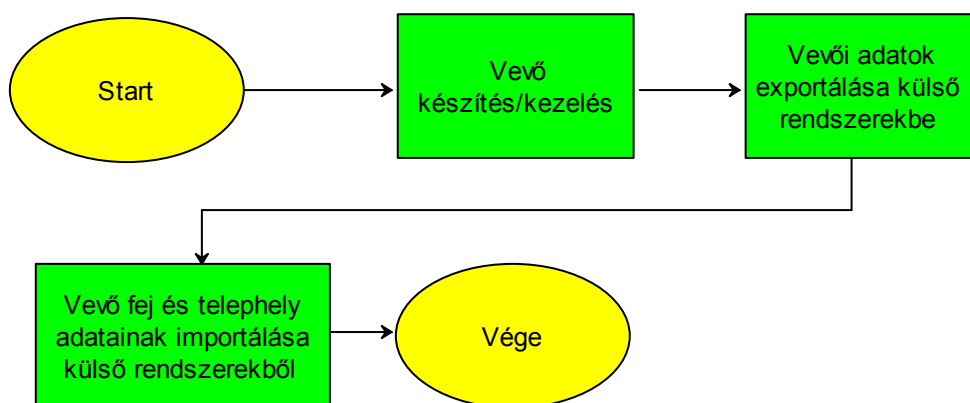 Start
Vevő
készítés/kezelés
Vevői adatok
exportálása külső
rendszerekbe
Vevő fej és telephely
adatainak importálása
külső rendszerekből
Vége